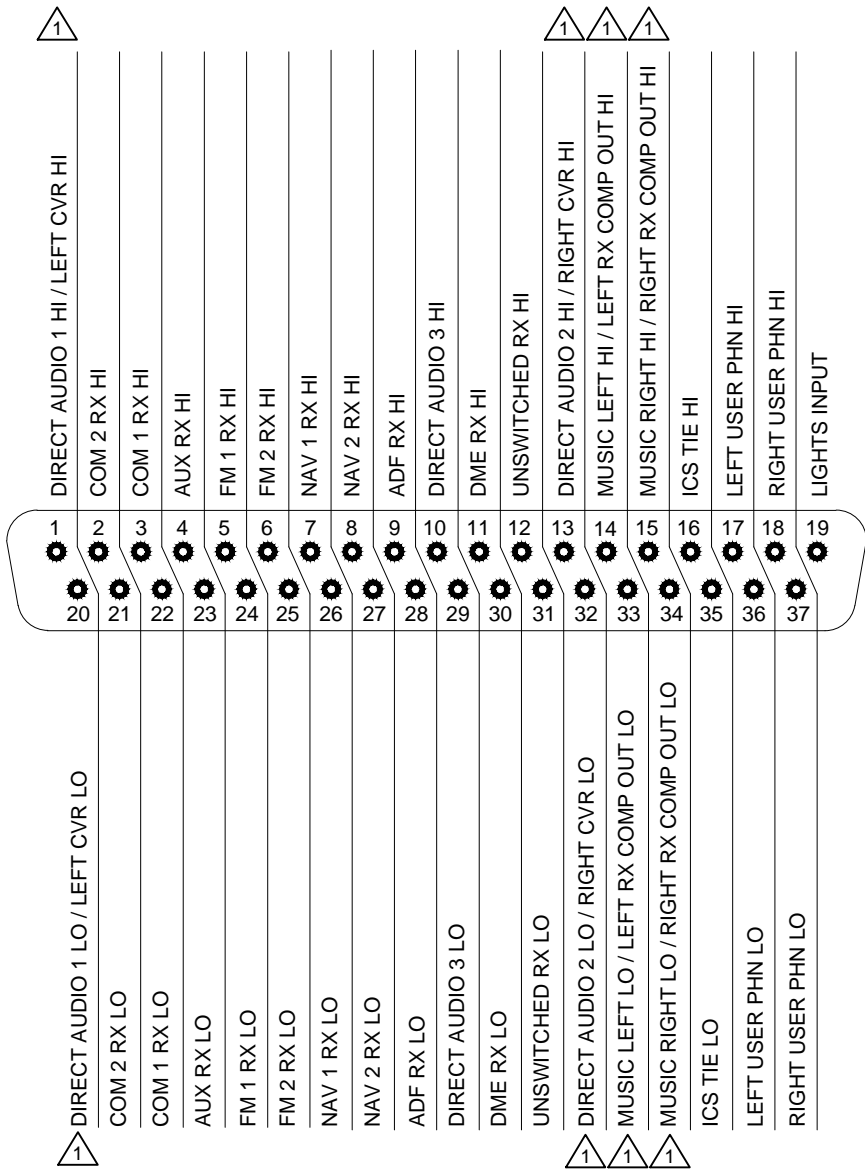 1
1
1
1
DIRECT AUDIO 1 HI / LEFT CVR HI
COM 2 RX HI
COM 1 RX HI
AUX RX HI
FM 1 RX HI
FM 2 RX HI
NAV 1 RX HI
NAV 2 RX HI
ADF RX HI
DIRECT AUDIO 3 HI
DME RX HI
UNSWITCHED RX HI
DIRECT AUDIO 2 HI / RIGHT CVR HI
MUSIC LEFT HI / LEFT RX COMP OUT HI
MUSIC RIGHT HI / RIGHT RX COMP OUT HI
ICS TIE HI
LEFT USER PHN HI
RIGHT USER PHN HI
LIGHTS INPUT
1 2 3 4 5 6 7 8 9 10 11 12 13 14 15 16 17 18 19
20 21 22 23 24 25 26 27 28 29 30 31 32 33 34 35 36 37
DIRECT AUDIO 1 LO / LEFT CVR LO
COM 2 RX LO
COM 1 RX LO
AUX RX LO
FM 1 RX LO
FM 2 RX LO
NAV 1 RX LO
NAV 2 RX LO
ADF RX LO
DIRECT AUDIO 3 LO
DME RX LO
UNSWITCHED RX LO
DIRECT AUDIO 2 LO / RIGHT CVR LO
MUSIC LEFT LO / LEFT RX COMP OUT LO
MUSIC RIGHT LO / RIGHT RX COMP OUT LO
ICS TIE LO
LEFT USER PHN LO
RIGHT USER PHN LO
1
1
1
1